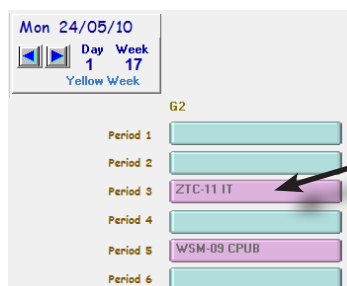 Mon 24/05/10
Day Week
1 17
Yellow Week
G2
Period 1
Period 2
Period 3 ZTC-11 IT
Period 4
Period 5 WSM-09 CPUB
Period 6